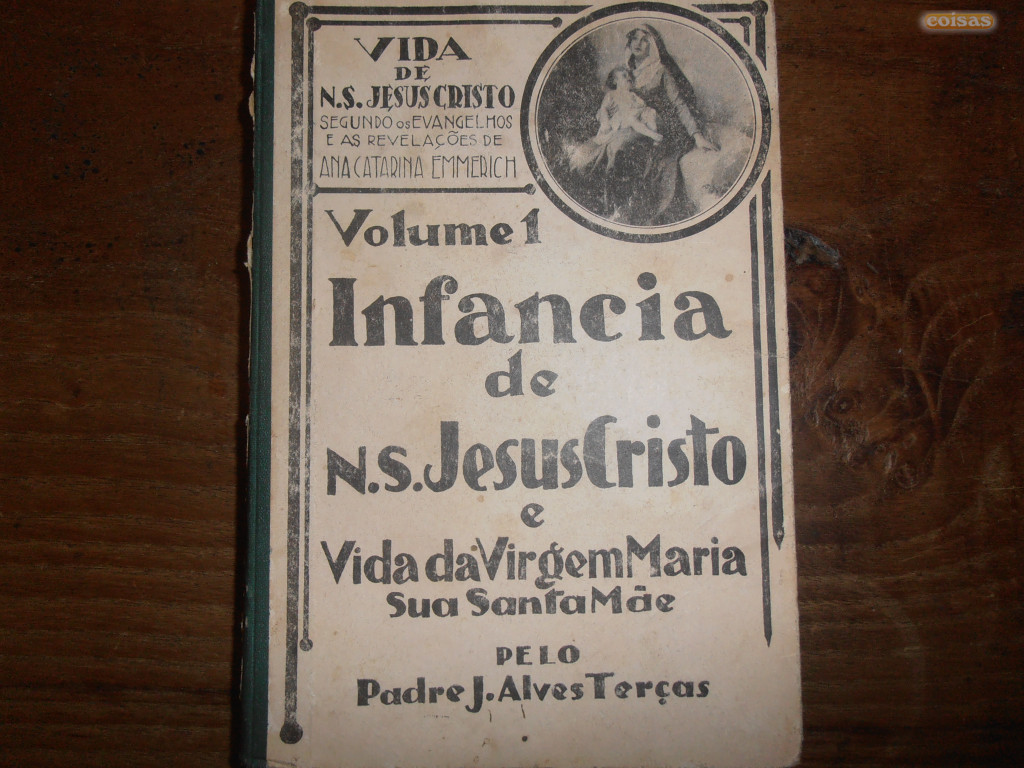 coisas
VIDA
DE
N.S. JESUS CRISTO
SEGUNDO OS EVANGELHOS
E AS REVELAÇÕES DE
ANA CATARINA EMMERICH
Volume 1
Infancia
de
N.S. Jesus Cristo
e
Vida da Virgem Maria
Sua Santa Mãe
PELO
Padre J. Alves Terças